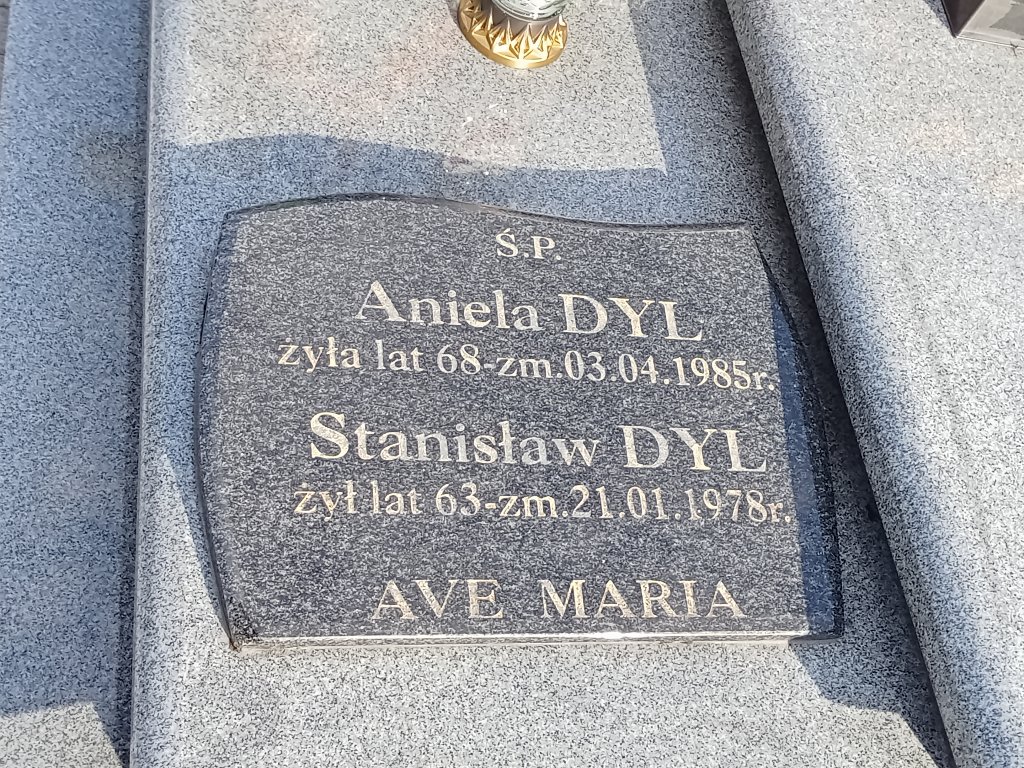 Ś.P.
Aniela DYL
żyła lat 68-zm.03.04.1985r.
Stanisław DYL
żył lat 63-zm.21.01.1978r.
AVE MARIA